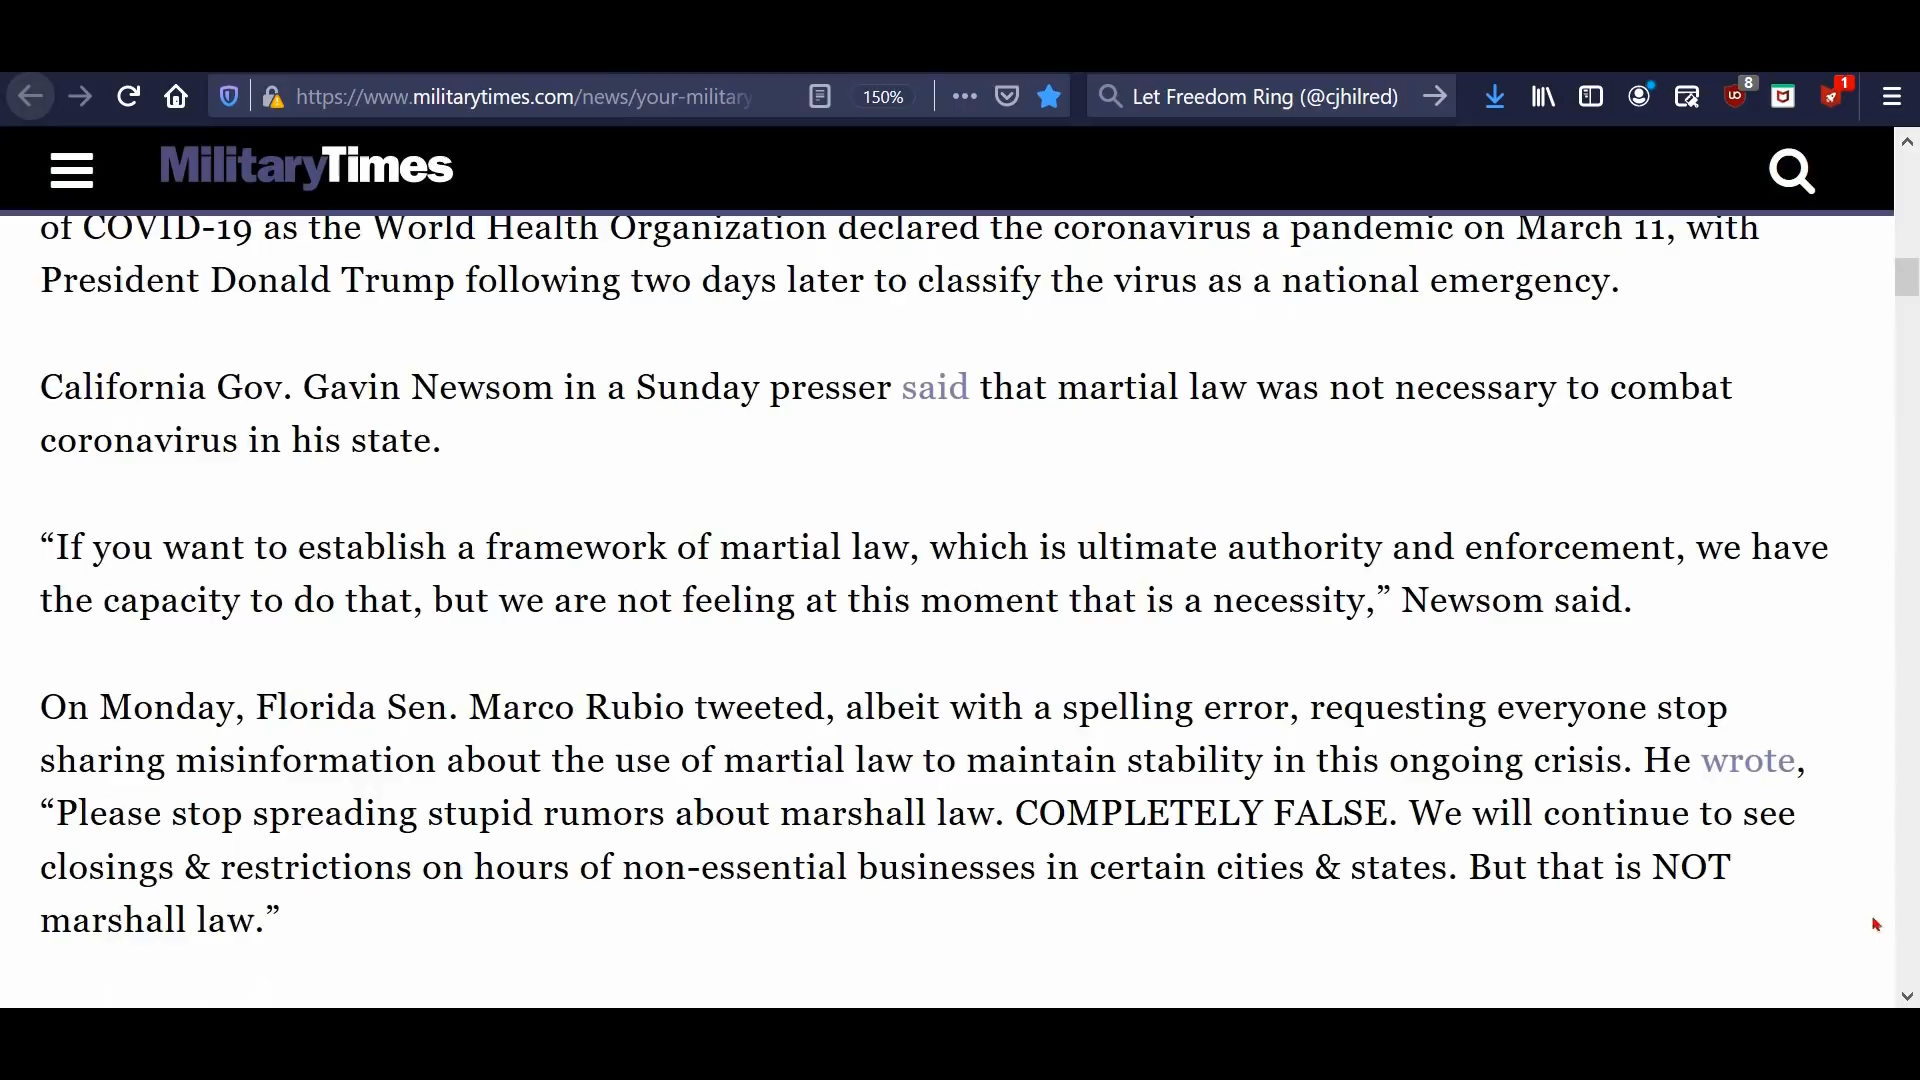 https://www.militarytimes.com/news/your-military
150%
Let Freedom Ring (@cjhilred)
8
1
MilitaryTimes
of COVID-19 as the World Health Organization declared the coronavirus a pandemic on March 11, with
President Donald Trump following two days later to classify the virus as a national emergency.
California Gov. Gavin Newsom in a Sunday presser said that martial law was not necessary to combat
coronavirus in his state.
“If you want to establish a framework of martial law, which is ultimate authority and enforcement, we have
the capacity to do that, but we are not feeling at this moment that is a necessity,” Newsom said.
On Monday, Florida Sen. Marco Rubio tweeted, albeit with a spelling error, requesting everyone stop
sharing misinformation about the use of martial law to maintain stability in this ongoing crisis. He wrote,
“Please stop spreading stupid rumors about marshall law. COMPLETELY FALSE. We will continue to see
closings & restrictions on hours of non-essential businesses in certain cities & states. But that is NOT
marshall law.”